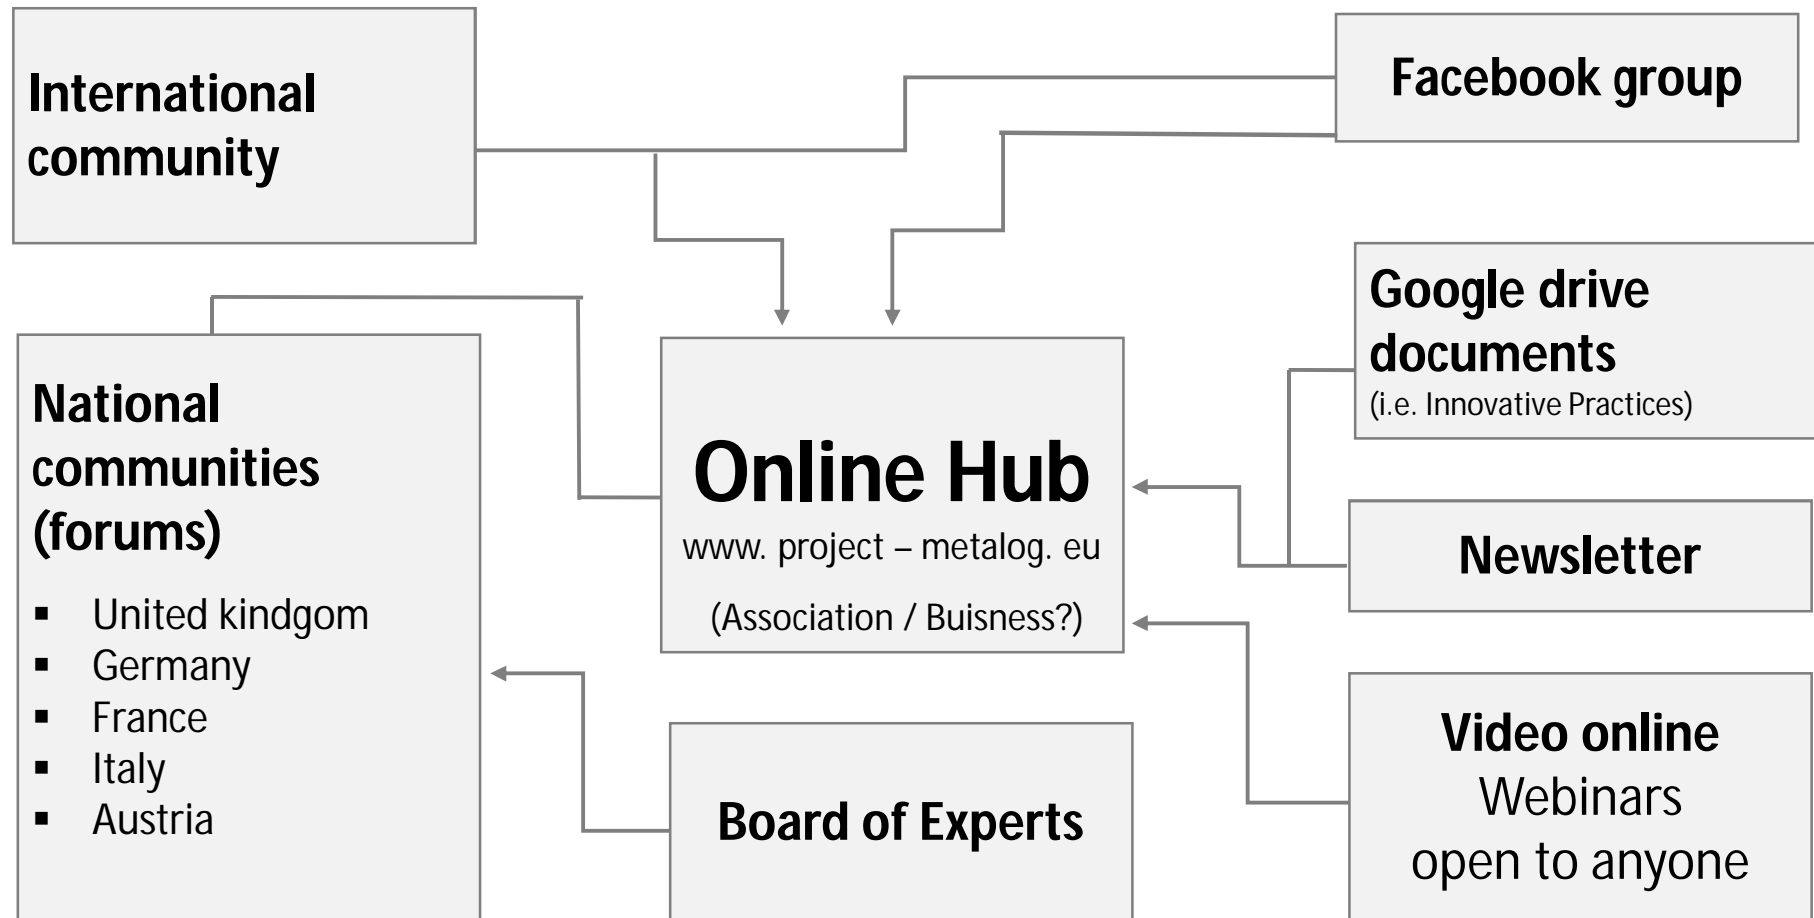 International
community
Facebook group
Google drive
documents
(i.e. Innovative Practices)
National
communities
(forums)
▪ United kindgom
▪ Germany
▪ France
▪ Italy
▪ Austria
Online Hub
www. project – metalog. eu
(Association / Buisness?)
Newsletter
Board of Experts
Video online
Webinars
open to anyone